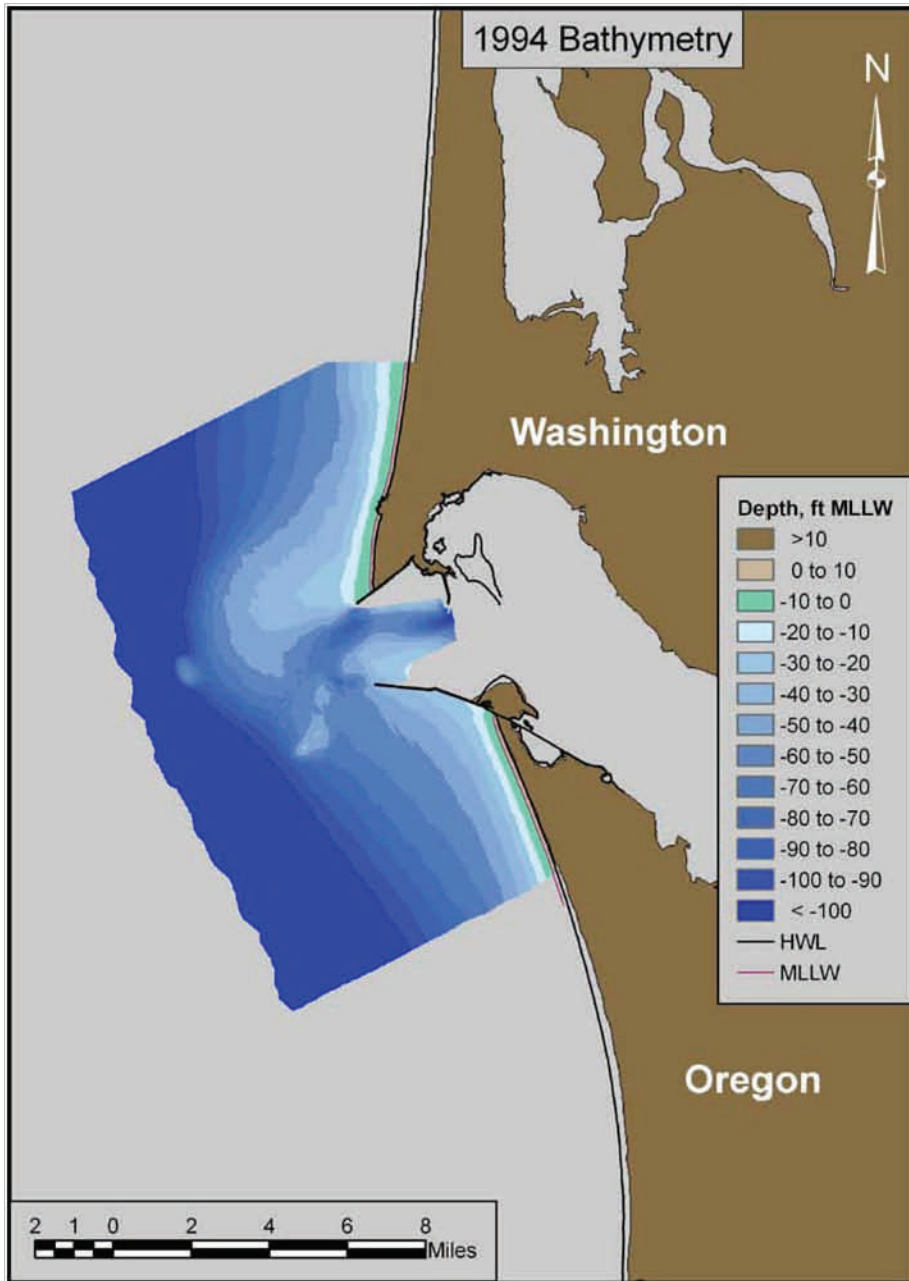 1994 Bathymetry
N
Washington
Depth, ft MLLW
>10
0 to 10
-10 to 0
-20 to -10
-30 to -20
-40 to -30
-50 to -40
-60 to -50
-70 to -60
-80 to -70
-90 to -80
-100 to -90
< -100
HWL
MLLW
Oregon
2 1 0 2 4 6 8
Miles